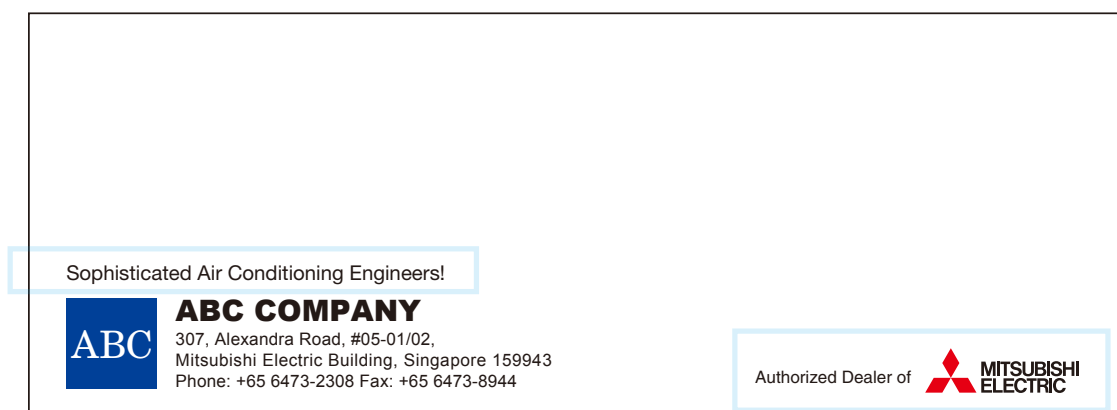 Sophisticated Air Conditioning Engineers!
ABC
ABC COMPANY
307, Alexandra Road, #05-01/02,
Mitsubishi Electric Building, Singapore 159943
Phone: +65 6473-2308 Fax: +65 6473-8944
Authorized Dealer of
MITSUBISHI
ELECTRIC